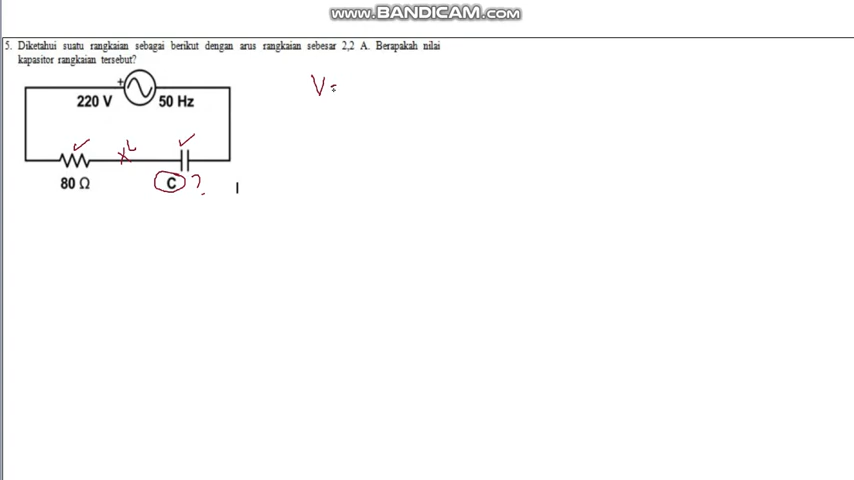 www.BANDICAM.com
5. Diketahui suatu rangkaian sebagai berikut dengan arus rangkaian sebesar 2,2 A. Berapakah nilai
kapasitor rangkaian tersebut?
+
220 V 50 Hz
V =
XL
80 Ω C ?